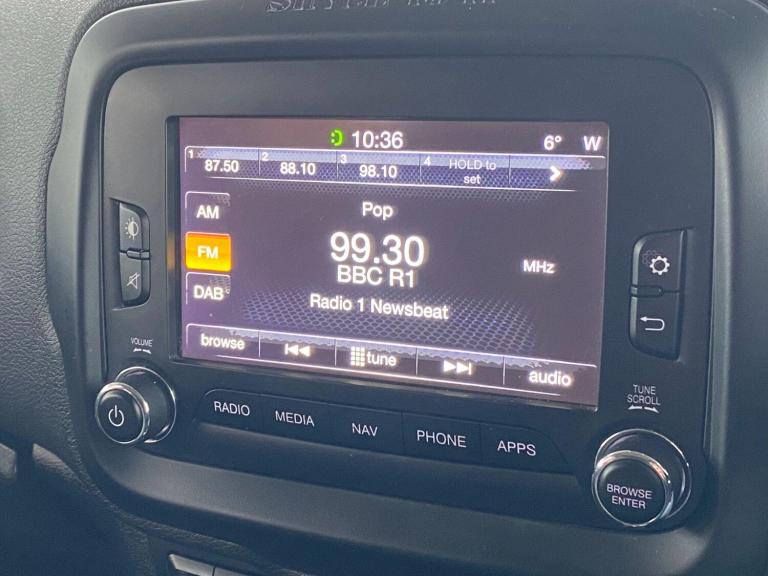 10:36 6° W
1 87.50 2 88.10 3 98.10 4 HOLD to set >
AM
Pop
FM
99.30
MHz
BBC R1
DAB
Radio 1 Newsbeat
browse tune audio
VOLUME
TUNE
SCROLL
RADIO MEDIA NAV PHONE APPS
BROWSE
ENTER